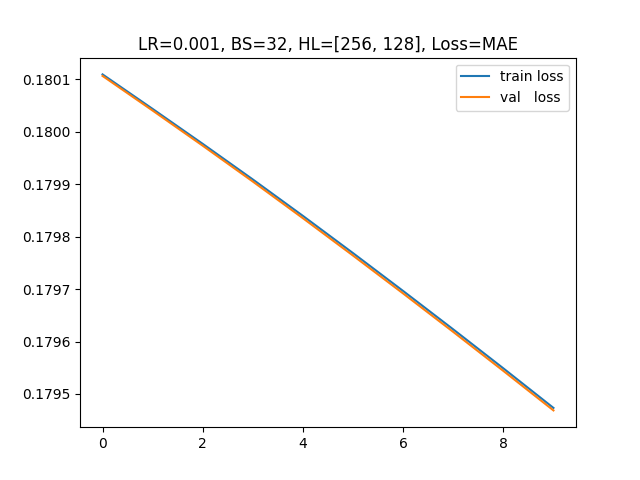 LR=0.001, BS=32, HL=[256, 128], Loss=MAE
train loss
val loss
0.1801
0.1800
0.1799
0.1798
0.1797
0.1796
0.1795
0 2 4 6 8